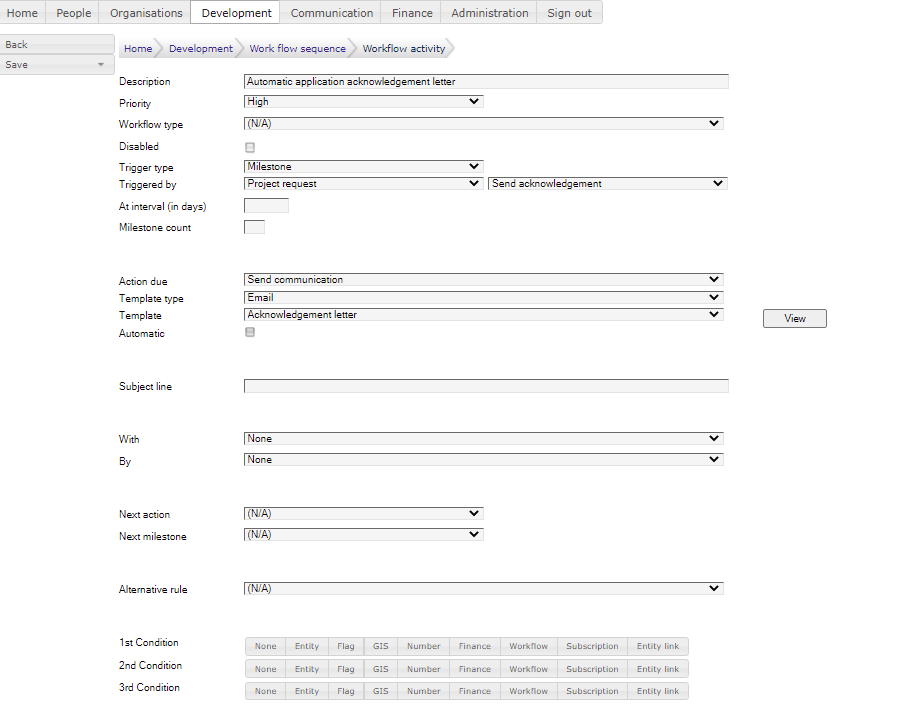 Home People Organisations Development Communication Finance Administration Sign out
Back
Save
Home Development Work flow sequence Workflow activity
Description Automatic application acknowledgement letter
Priority High
Workflow type (N/A)
Disabled
Trigger type Milestone
Triggered by Project request Send acknowledgement
At interval (in days)
Milestone count
Action due Send communication
Template type Email
Template Acknowledgement letter View
Automatic
Subject line
With None
By None
Next action (N/A)
Next milestone (N/A)
Alternative rule (N/A)
1st Condition None Entity Flag GIS Number Finance Workflow Subscription Entity link
2nd Condition None Entity Flag GIS Number Finance Workflow Subscription Entity link
3rd Condition None Entity Flag GIS Number Finance Workflow Subscription Entity link